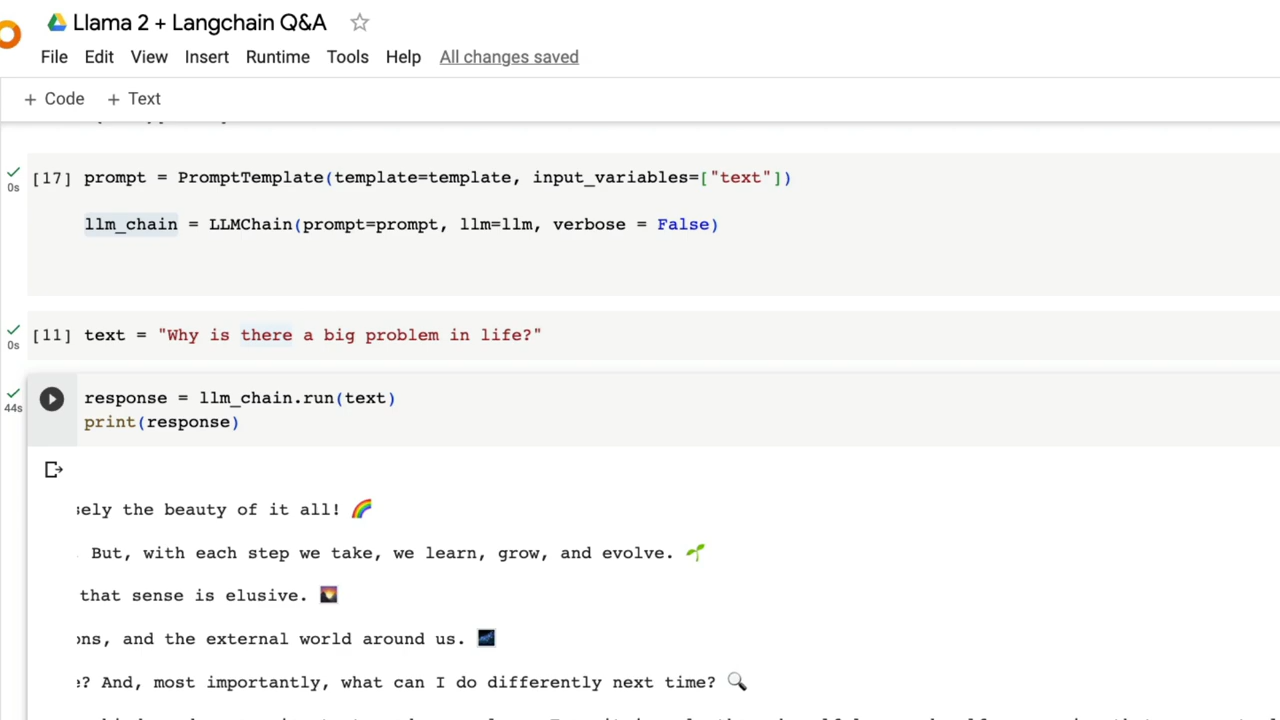 Llama 2 + Langchain Q&A
File Edit View Insert Runtime Tools Help All changes saved
+ Code + Text
[17] prompt = PromptTemplate(template=template, input_variables=["text"])
0s
llm_chain = LLMChain(prompt=prompt, llm=llm, verbose = False)
[11] text = "Why is there a big problem in life?"
0s
response = llm_chain.run(text)
44s
print(response)
the beauty of it all! 🌈
. But, with each step we take, we learn, grow, and evolve. 🌱
that sense is elusive. 🌄
and the external world around us. 🌌
? And, most importantly, what can I do differently next time? 🔍